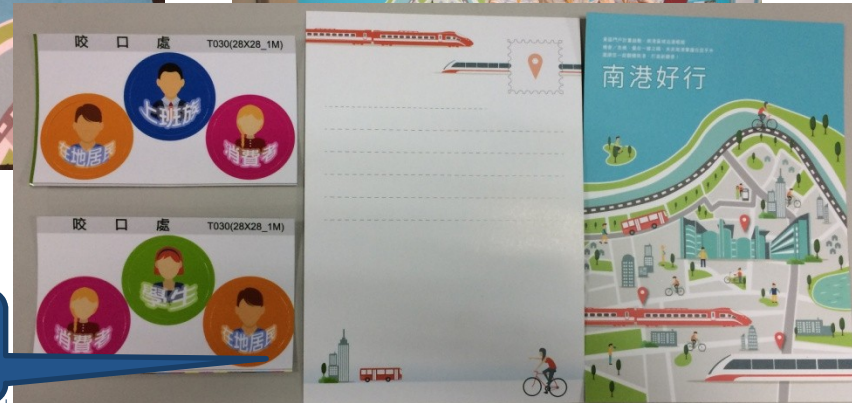 咬 口 處 T030(28X28_1M)
上班族
在地居民
消費者
咬 口 處 T030(28X28_1M)
學生
消費者
在地居民
南港好行